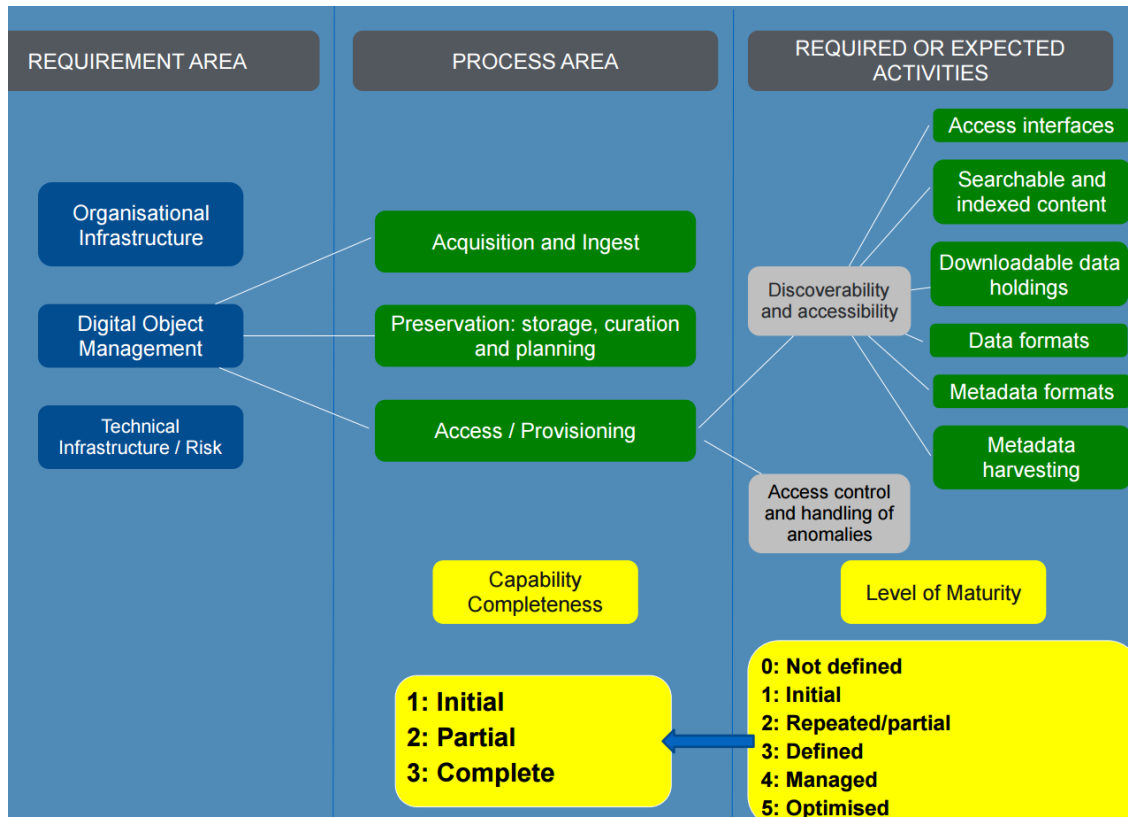 REQUIREMENT AREA
PROCESS AREA
REQUIRED OR EXPECTED
ACTIVITIES
Organisational
Infrastructure
Digital Object
Management
Technical
Infrastructure / Risk
Acquisition and Ingest
Preservation: storage, curation
and planning
Access / Provisioning
Discoverability
and accessibility
Access control
and handling of
anomalies
Access interfaces
Searchable and
indexed content
Downloadable data
holdings
Data formats
Metadata formats
Metadata
harvesting
Capability
Completeness
Level of Maturity
1: Initial
2: Partial
3: Complete
0: Not defined
1: Initial
2: Repeated/partial
3: Defined
4: Managed
5: Optimised